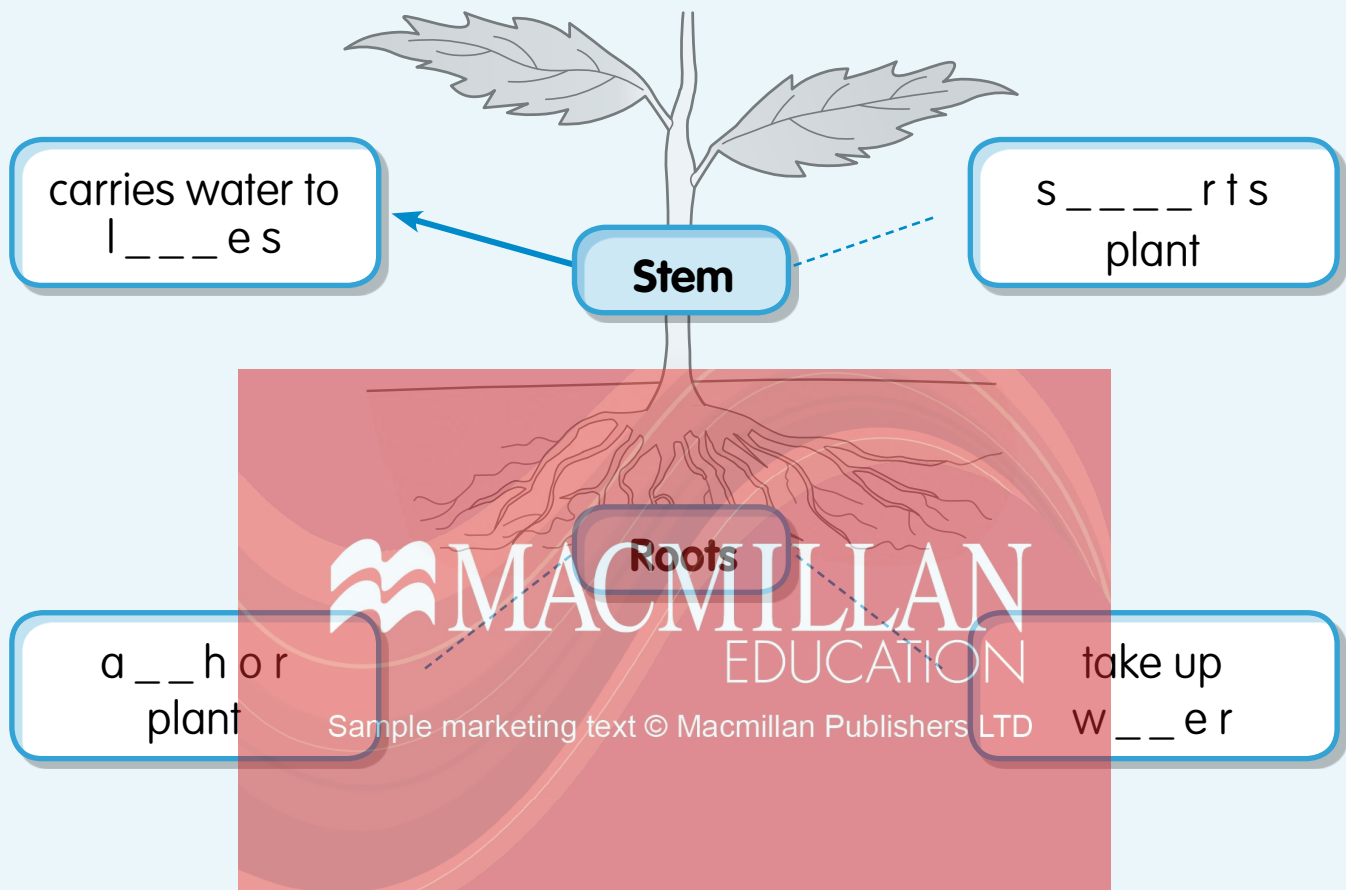 carries water to
l _ _ _ e s
s _ _ _ _ r t s
plant
Stem
Roots
MACMILLAN
EDUCATION
a _ _ h o r
plant
take up
w _ _ e r
Sample marketing text © Macmillan Publishers LTD